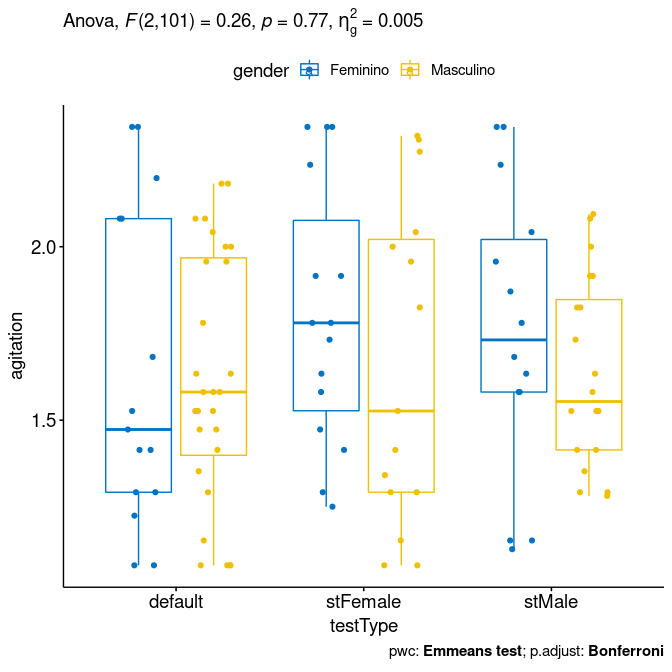 Anova, F(2,101) = 0.26, p = 0.77, η²g = 0.005
gender Feminino Masculino
2.0
1.5
agitation
default stFemale stMale
testType
pwc: Emmeans test; p.adjust: Bonferroni